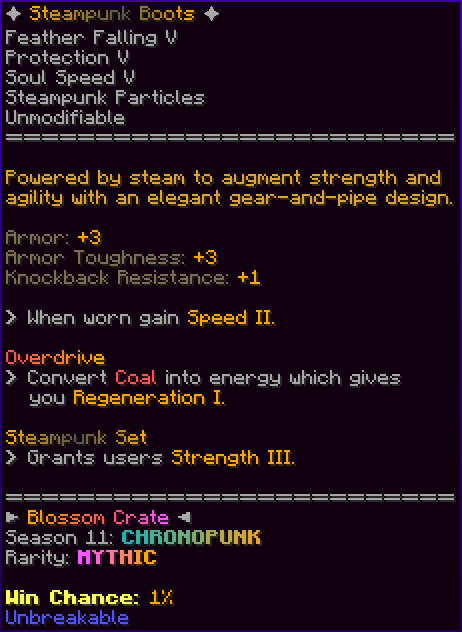 ✦ Steampunk Boots ✦
Feather Falling V
Protection V
Soul Speed V
Steampunk Particles
Unmodifiable
==============================
Powered by steam to augment strength and
agility with an elegant gear-and-pipe design.
Armor: +3
Armor Toughness: +3
Knockback Resistance: +1
> When worn gain Speed II.
Overdrive
> Convert Coal into energy which gives
you Regeneration I.
Steampunk Set
> Grants users Strength III.
==============================
► Blossom Crate ◄
Season 11: CHRONOPUNK
Rarity: MYTHIC
Win Chance: 1%
Unbreakable